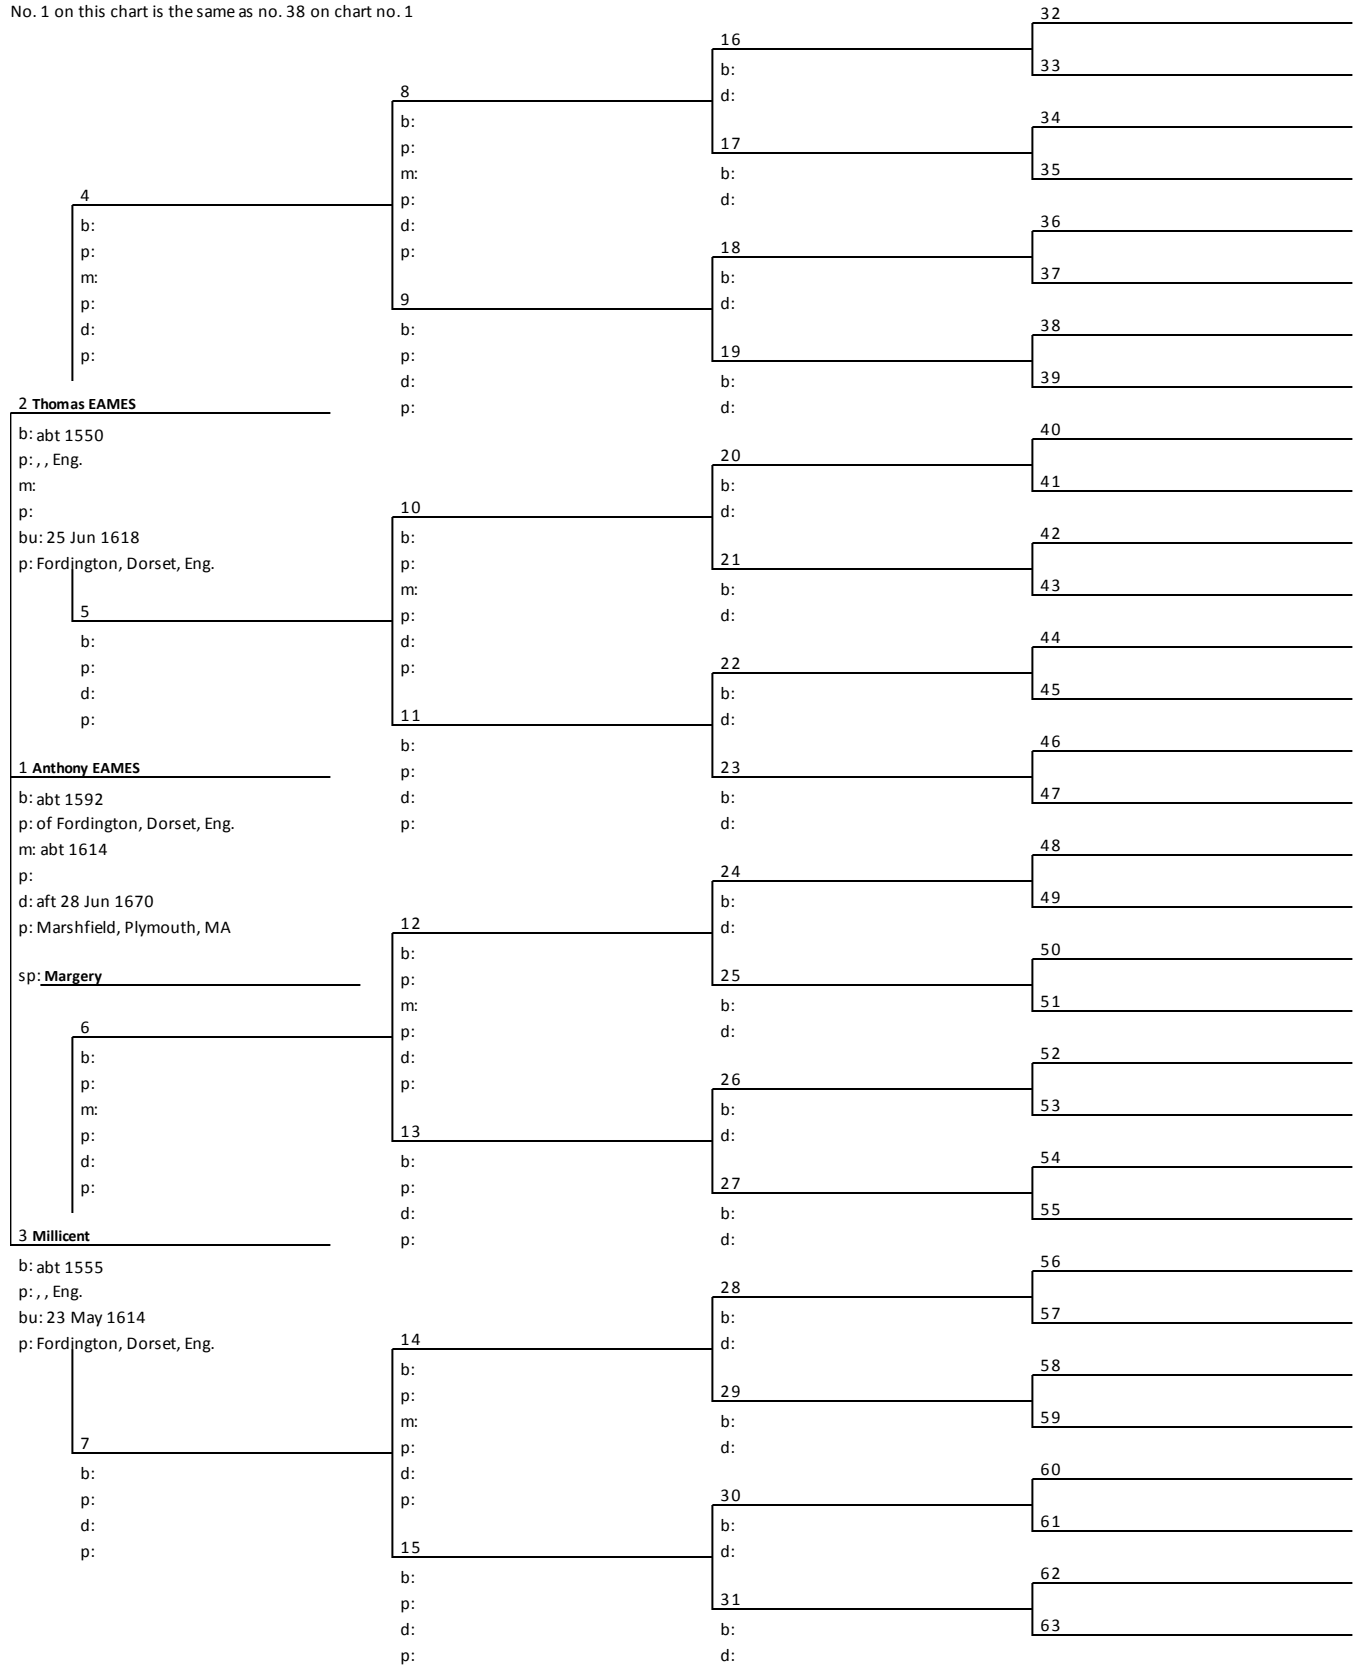 No. 1 on this chart is the same as no. 38 on chart no. 1
4
b:
p:
m:
p:
d:
p:
2 Thomas EAMES
b: abt 1550
p: , , Eng.
m:
p:
bu: 25 Jun 1618
p: Fordington, Dorset, Eng.
5
b:
p:
d:
p:
1 Anthony EAMES
b: abt 1592
p: of Fordington, Dorset, Eng.
m: abt 1614
p:
d: aft 28 Jun 1670
p: Marshfield, Plymouth, MA
sp: Margery
6
b:
p:
m:
p:
d:
p:
3 Millicent
b: abt 1555
p: , , Eng.
bu: 23 May 1614
p: Fordington, Dorset, Eng.
7
b:
p:
d:
p:
8
b:
p:
m:
p:
d:
p:
9
b:
p:
d:
p:
10
b:
p:
m:
p:
d:
p:
11
b:
p:
d:
p:
12
b:
p:
m:
p:
d:
p:
13
b:
p:
d:
p:
14
b:
p:
m:
p:
d:
p:
15
b:
p:
d:
p:
16
b:
d:
17
b:
d:
18
b:
d:
19
b:
d:
20
b:
d:
21
b:
d:
22
b:
d:
23
b:
d:
24
b:
d:
25
b:
d:
26
b:
d:
27
b:
d:
28
b:
d:
29
b:
d:
30
b:
d:
31
b:
d:
32
33
34
35
36
37
38
39
40
41
42
43
44
45
46
47
48
49
50
51
52
53
54
55
56
57
58
59
60
61
62
63